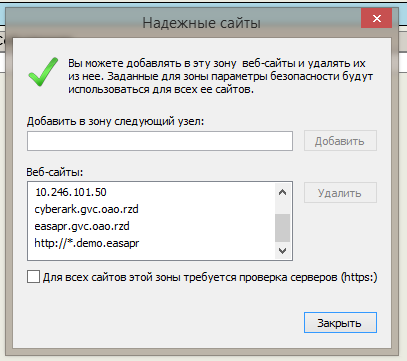 Надежные сайты
Вы можете добавлять в эту зону веб-сайты и удалять их
из нее. Заданные для зоны параметры безопасности будут
использоваться для всех ее сайтов.
Добавить в зону следующий узел:
Добавить
Веб-сайты:
10.246.101.50
cyberark.gvc.oao.rzd
easapr.gvc.oao.rzd
http://*.demo.easapr
Удалить
Для всех сайтов этой зоны требуется проверка серверов (https:)
Закрыть